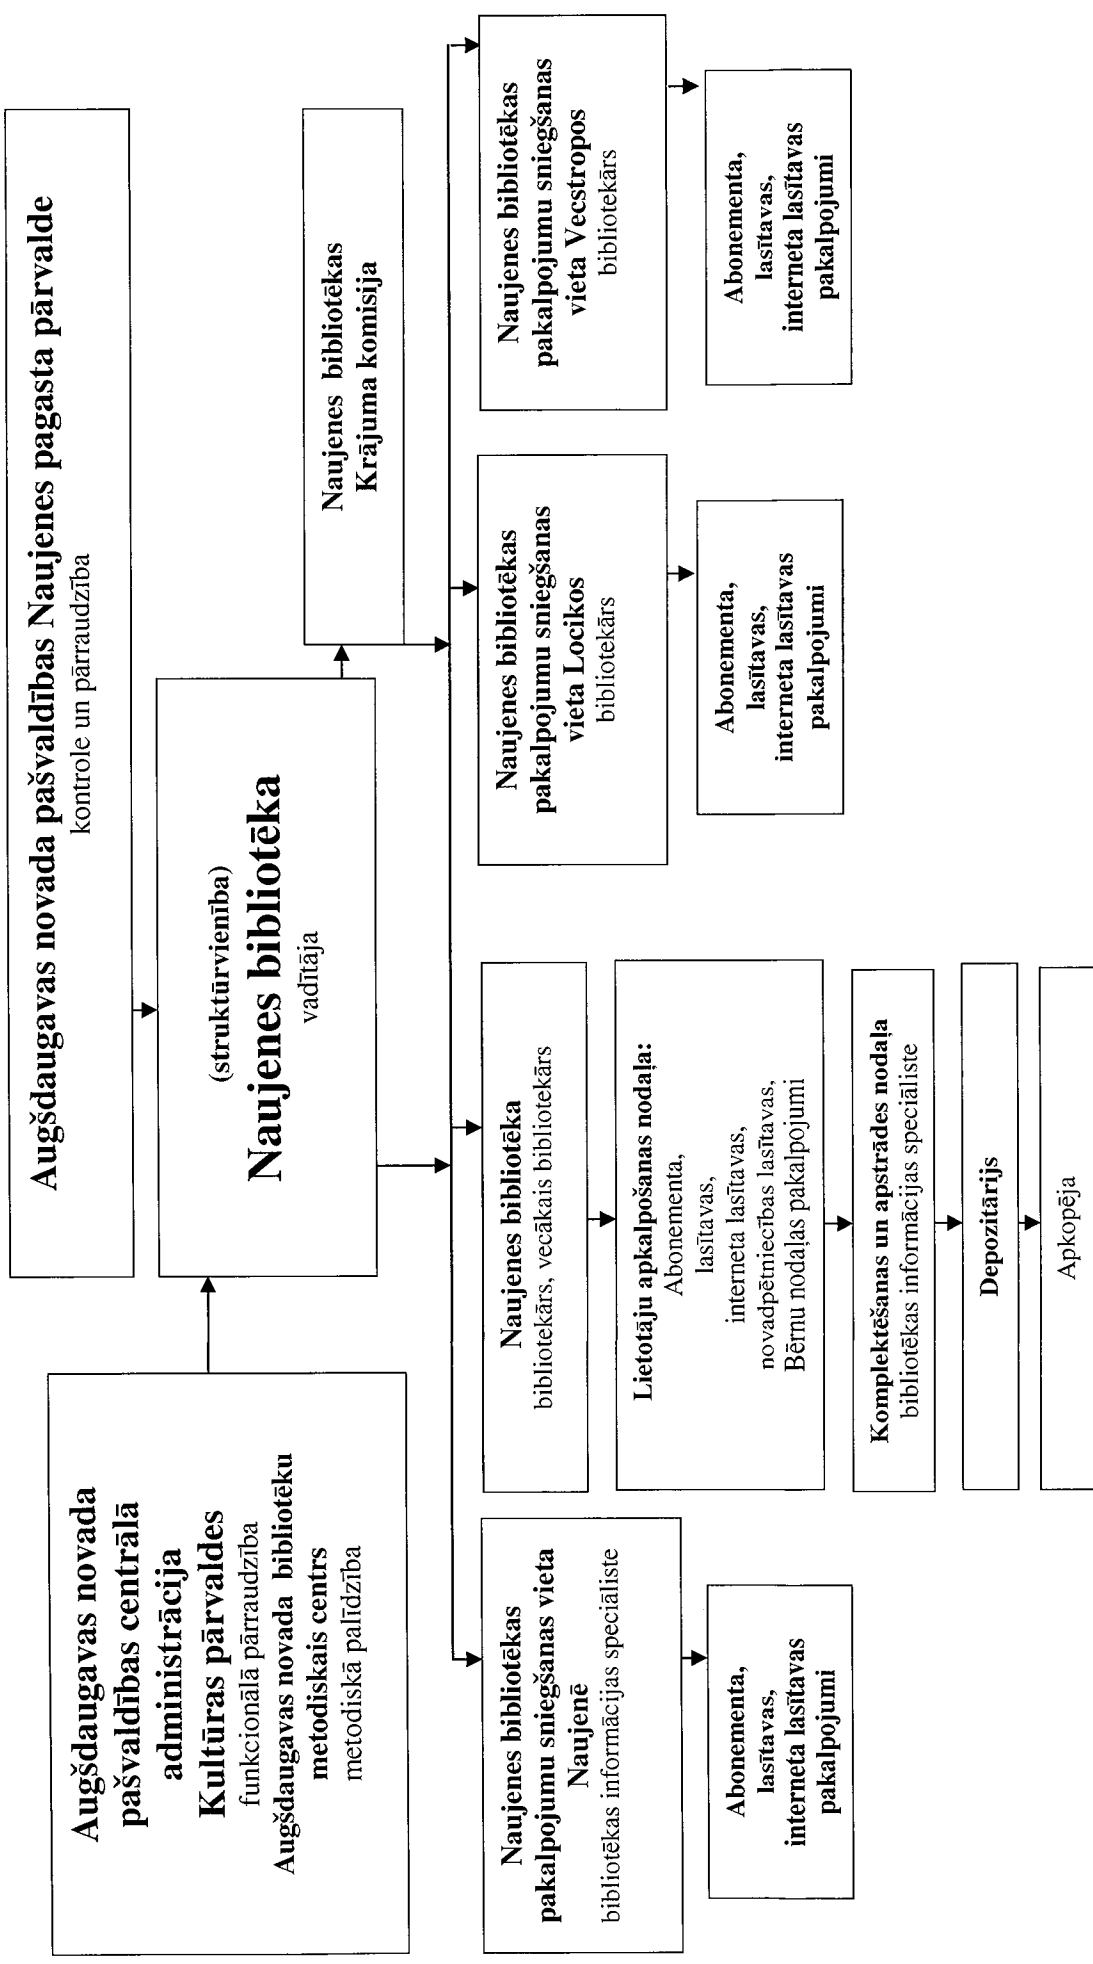 Augšdaugavas novada pašvaldības Naujenes pagasta pārvalde
kontrole un pārraudzība
Augšdaugavas novada
pašvaldības centrālā
administrācija
Kultūras pārvaldes
funkcionālā pārraudzība
Augšdaugavas novada bibliotēku
metodiskais centrs
metodiskā palīdzība
(struktūrvienība)
Naujenes bibliotēka
vadītāja
Naujenes bibliotēkas
Krājuma komisija
Naujenes bibliotēkas
pakalpojumu sniegšanas vieta
Naujenē
bibliotēkas informācijas speciāliste
Abonementa,
lasītavas,
interneta lasītavas
pakalpojumi
Naujenes bibliotēka
bibliotekārs, vecākais bibliotekārs
Lietotāju apkalpošanas nodaļa:
Abonementa,
lasītavas,
interneta lasītavas,
novadpētniecības lasītavas,
Bērnu nodaļas pakalpojumi
Komplektēšanas un apstrādes nodaļa
bibliotēkas informācijas speciāliste
Depozitārijs
Apkopēja
Naujenes bibliotēkas
pakalpojumu sniegšanas
vieta Locikos
bibliotekārs
Abonementa,
lasītavas,
interneta lasītavas
pakalpojumi
Naujenes bibliotēkas
pakalpojumu sniegšanas
vieta Vecstropos
bibliotekārs
Abonementa,
lasītavas,
interneta lasītavas
pakalpojumi